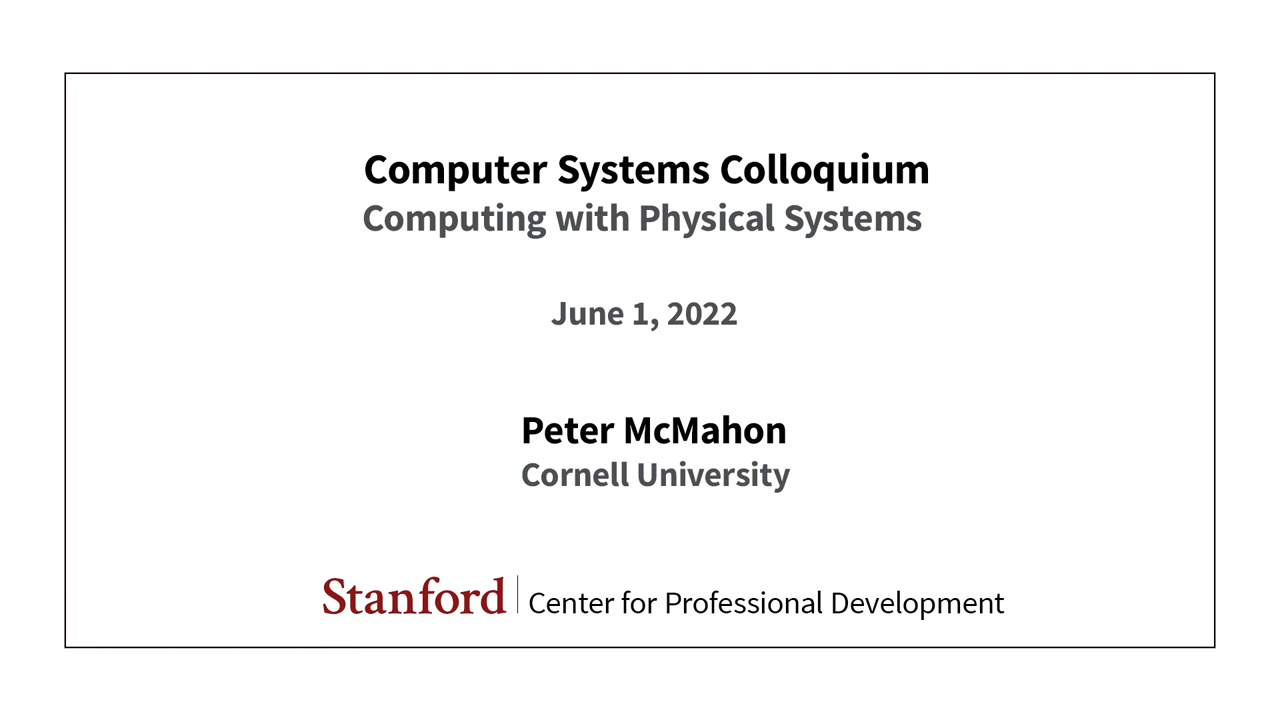 Computer Systems Colloquium
Computing with Physical Systems
June 1, 2022
Peter McMahon
Cornell University
Stanford | Center for Professional Development